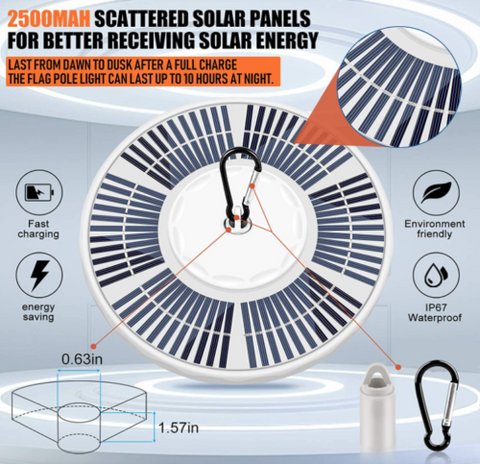 2500MAH SCATTERED SOLAR PANELS
FOR BETTER RECEIVING SOLAR ENERGY
LAST FROM DAWN TO DUSK AFTER A FULL CHARGE
THE FLAG POLE LIGHT CAN LAST UP TO 10 HOURS AT NIGHT.
Fast
charging
Environment
friendly
energy
saving
IP67
Waterproof
0.63in
1.57in